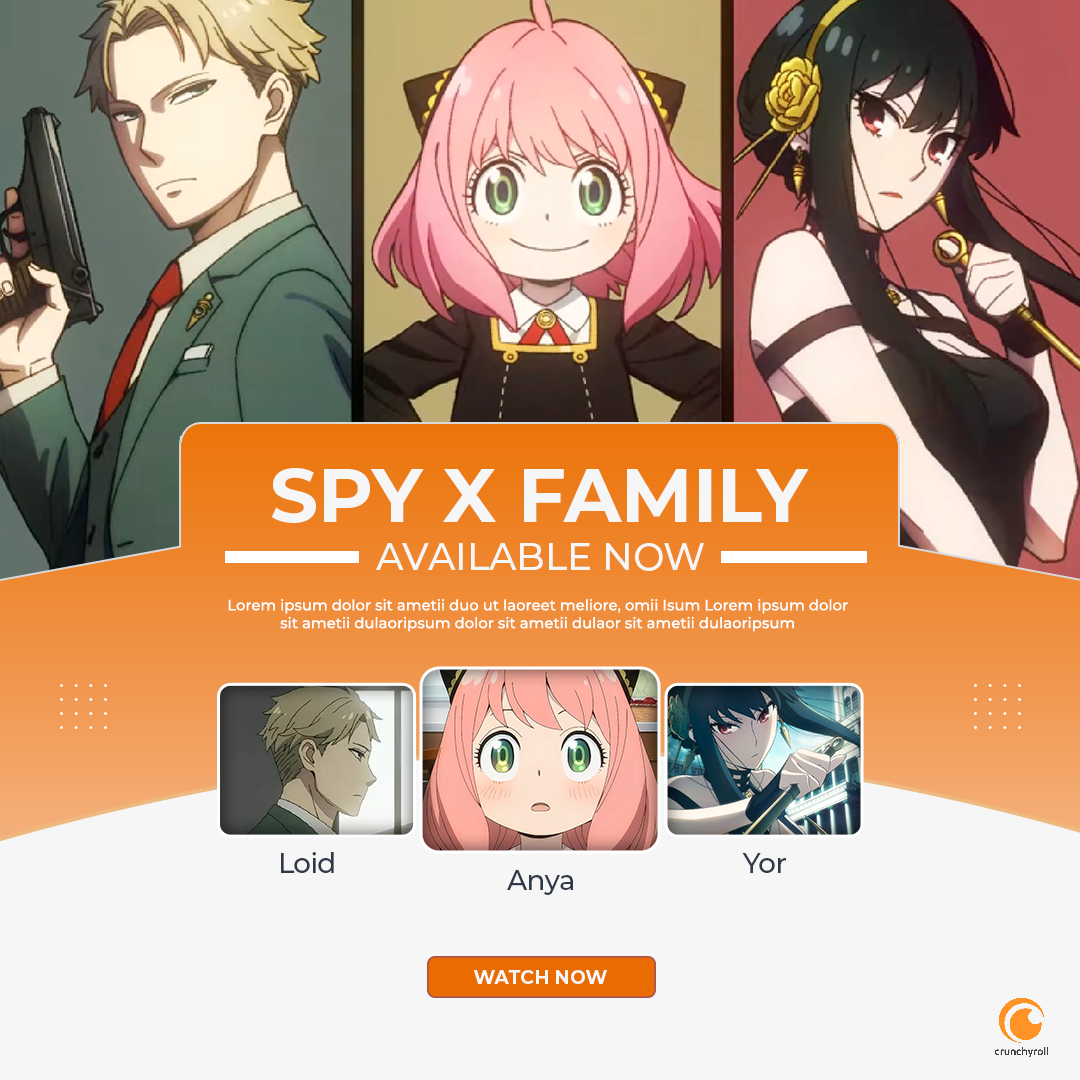 SPY X FAMILY
AVAILABLE NOW
Lorem ipsum dolor sit ametii duo ut laoreet meliore, omii Isum Lorem ipsum dolor
sit ametii dulaoripsum dolor sit ametii dulaor sit ametii dulaoripsum
Loid
Anya
Yor
WATCH NOW
crunchyroll